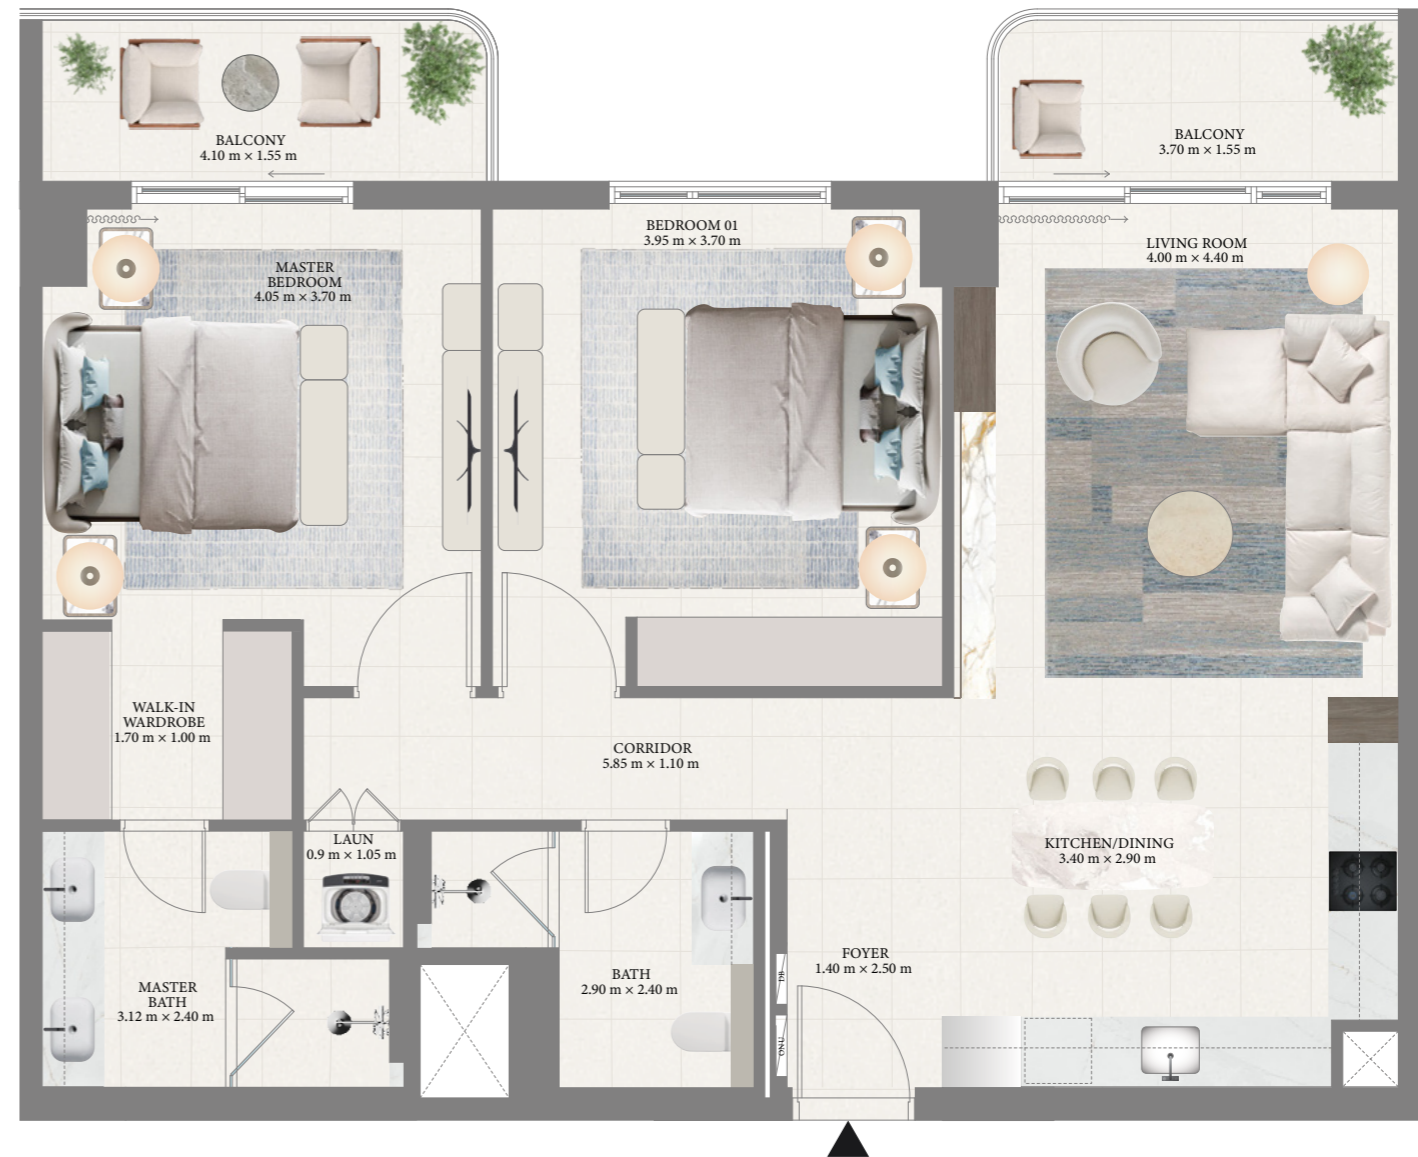 BALCONY
4.10 m × 1.55 m
BALCONY
3.70 m × 1.55 m
MASTER
BEDROOM
4.05 m × 3.70 m
BEDROOM 01
3.95 m × 3.70 m
LIVING ROOM
4.00 m × 4.40 m
WALK-IN
WARDROBE
1.70 m × 1.00 m
CORRIDOR
5.85 m × 1.10 m
LAUN
0.9 m × 1.05 m
KITCHEN/DINING
3.40 m × 2.90 m
MASTER
BATH
3.12 m × 2.40 m
BATH
2.90 m × 2.40 m
FOYER
1.40 m × 2.50 m
DB
ONU